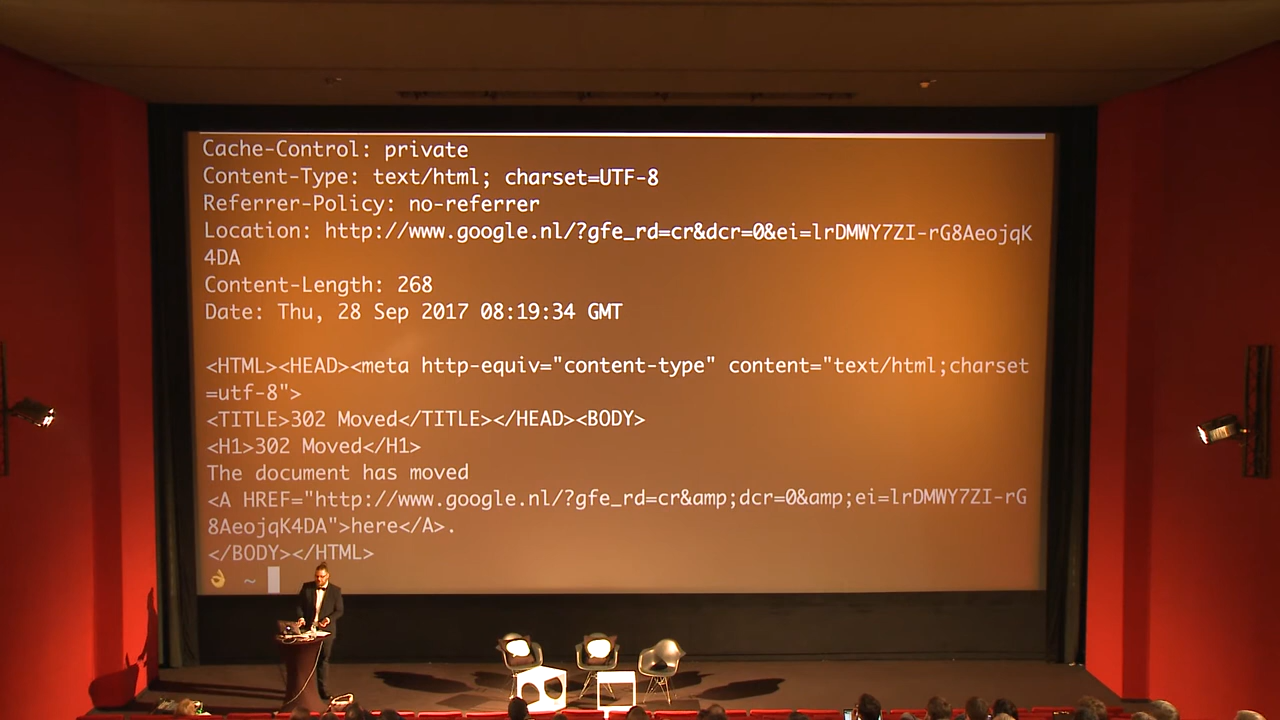 Cache-Control: private
Content-Type: text/html; charset=UTF-8
Referrer-Policy: no-referrer
Location: http://www.google.nl/?gfe_rd=cr&dcr=0&ei=lrDMWY7ZI-rG8AeojqK
4DA
Content-Length: 268
Date: Thu, 28 Sep 2017 08:19:34 GMT
<HTML><HEAD><meta http-equiv="content-type" content="text/html;charset
=utf-8">
<TITLE>302 Moved</TITLE></HEAD><BODY>
<H1>302 Moved</H1>
The document has moved
<A HREF="http://www.google.nl/?gfe_rd=cr&amp;dcr=0&amp;ei=lrDMWY7ZI-rG
8AeojqK4DA">here</A>.
</BODY></HTML>
👌 ~